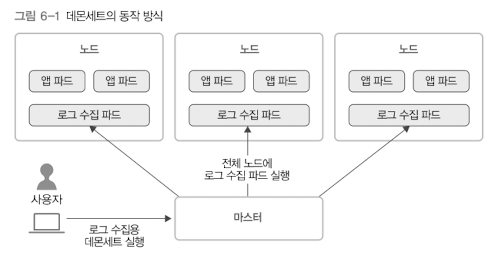 그림 6-1 데몬세트의 동작 방식
노드
앱 파드
앱 파드
로그 수집 파드
노드
앱 파드
앱 파드
로그 수집 파드
노드
앱 파드
앱 파드
로그 수집 파드
전체 노드에
로그 수집 파드 실행
사용자
마스터
로그 수집용
데몬세트 실행